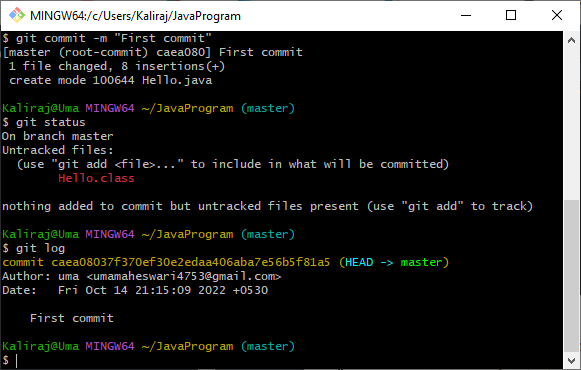 MINGW64:/c/Users/Kaliraj/JavaProgram
$ git commit -m "First commit"
[master (root-commit) caea080] First commit
 1 file changed, 8 insertions(+)
 create mode 100644 Hello.java
Kaliraj@Uma MINGW64 ~/JavaProgram (master)
$ git status
On branch master
Untracked files:
  (use "git add <file>..." to include in what will be committed)
        Hello.class
nothing added to commit but untracked files present (use "git add" to track)
Kaliraj@Uma MINGW64 ~/JavaProgram (master)
$ git log
commit caea08037f370ef30e2edaa406aba7e56b5f81a5 (HEAD -> master)
Author: uma <umamaheswari4753@gmail.com>
Date:   Fri Oct 14 21:15:09 2022 +0530
    First commit
Kaliraj@Uma MINGW64 ~/JavaProgram (master)
$